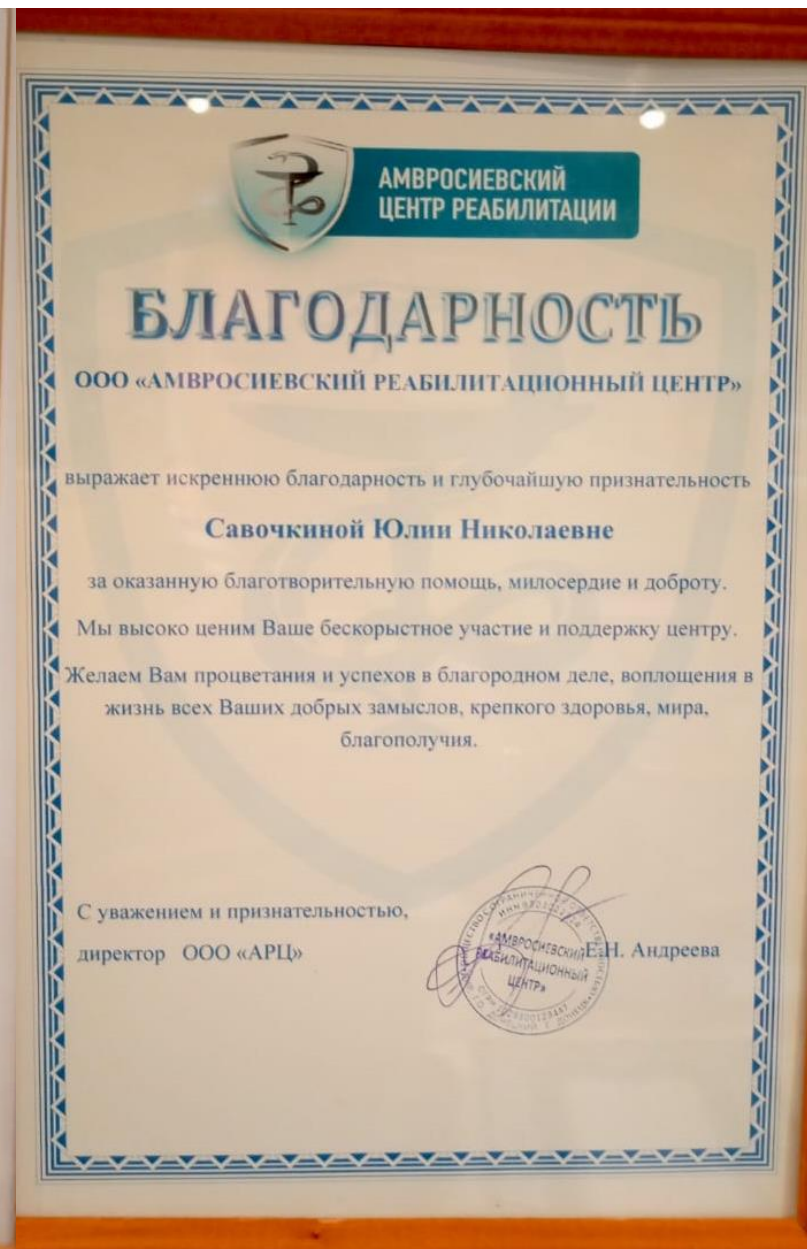 АМВРОСИЕВСКИЙ
ЦЕНТР РЕАБИЛИТАЦИИ
БЛАГОДАРНОСТЬ
ООО «АМВРОСИЕВСКИЙ РЕАБИЛИТАЦИОННЫЙ ЦЕНТР»
выражает искреннюю благодарность и глубочайшую признательность
Савочкиной Юлии Николаевне
за оказанную благотворительную помощь, милосердие и доброту.
Мы высоко ценим Ваше бескорыстное участие и поддержку центру.
Желаем Вам процветания и успехов в благородном деле, воплощения в
жизнь всех Ваших добрых замыслов, крепкого здоровья, мира,
благополучия.
С уважением и признательностью,
директор ООО «АРЦ» Е.Н. Андреева
«АМВРОСИЕВСКИЙ
РЕАБИЛИТАЦИОННЫЙ
ЦЕНТР»